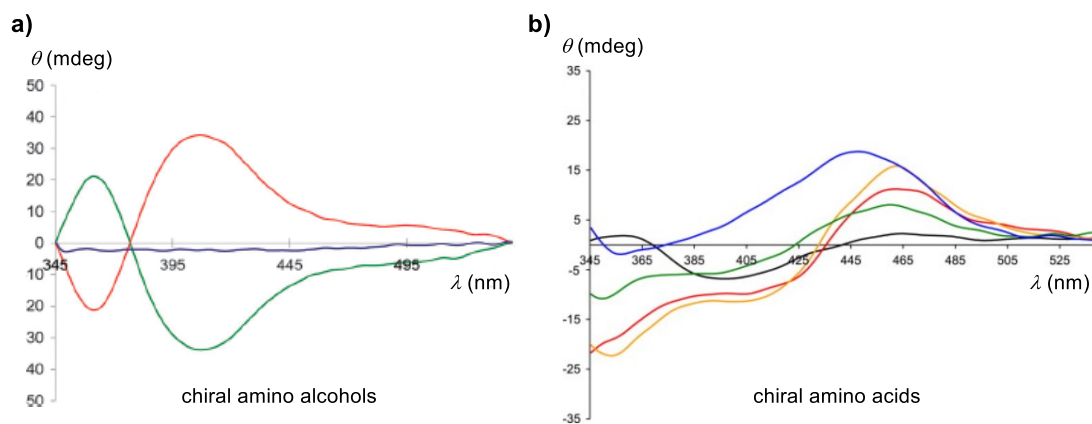 a)
θ (mdeg)
50
40
30
20
10
0
10
20
30
40
50
345
395
445
495
λ (nm)
chiral amino alcohols
b)
θ (mdeg)
35
25
15
5
-5
-15
-25
-35
345 365 385 405 425 445 465 485 505 525
λ (nm)
chiral amino acids